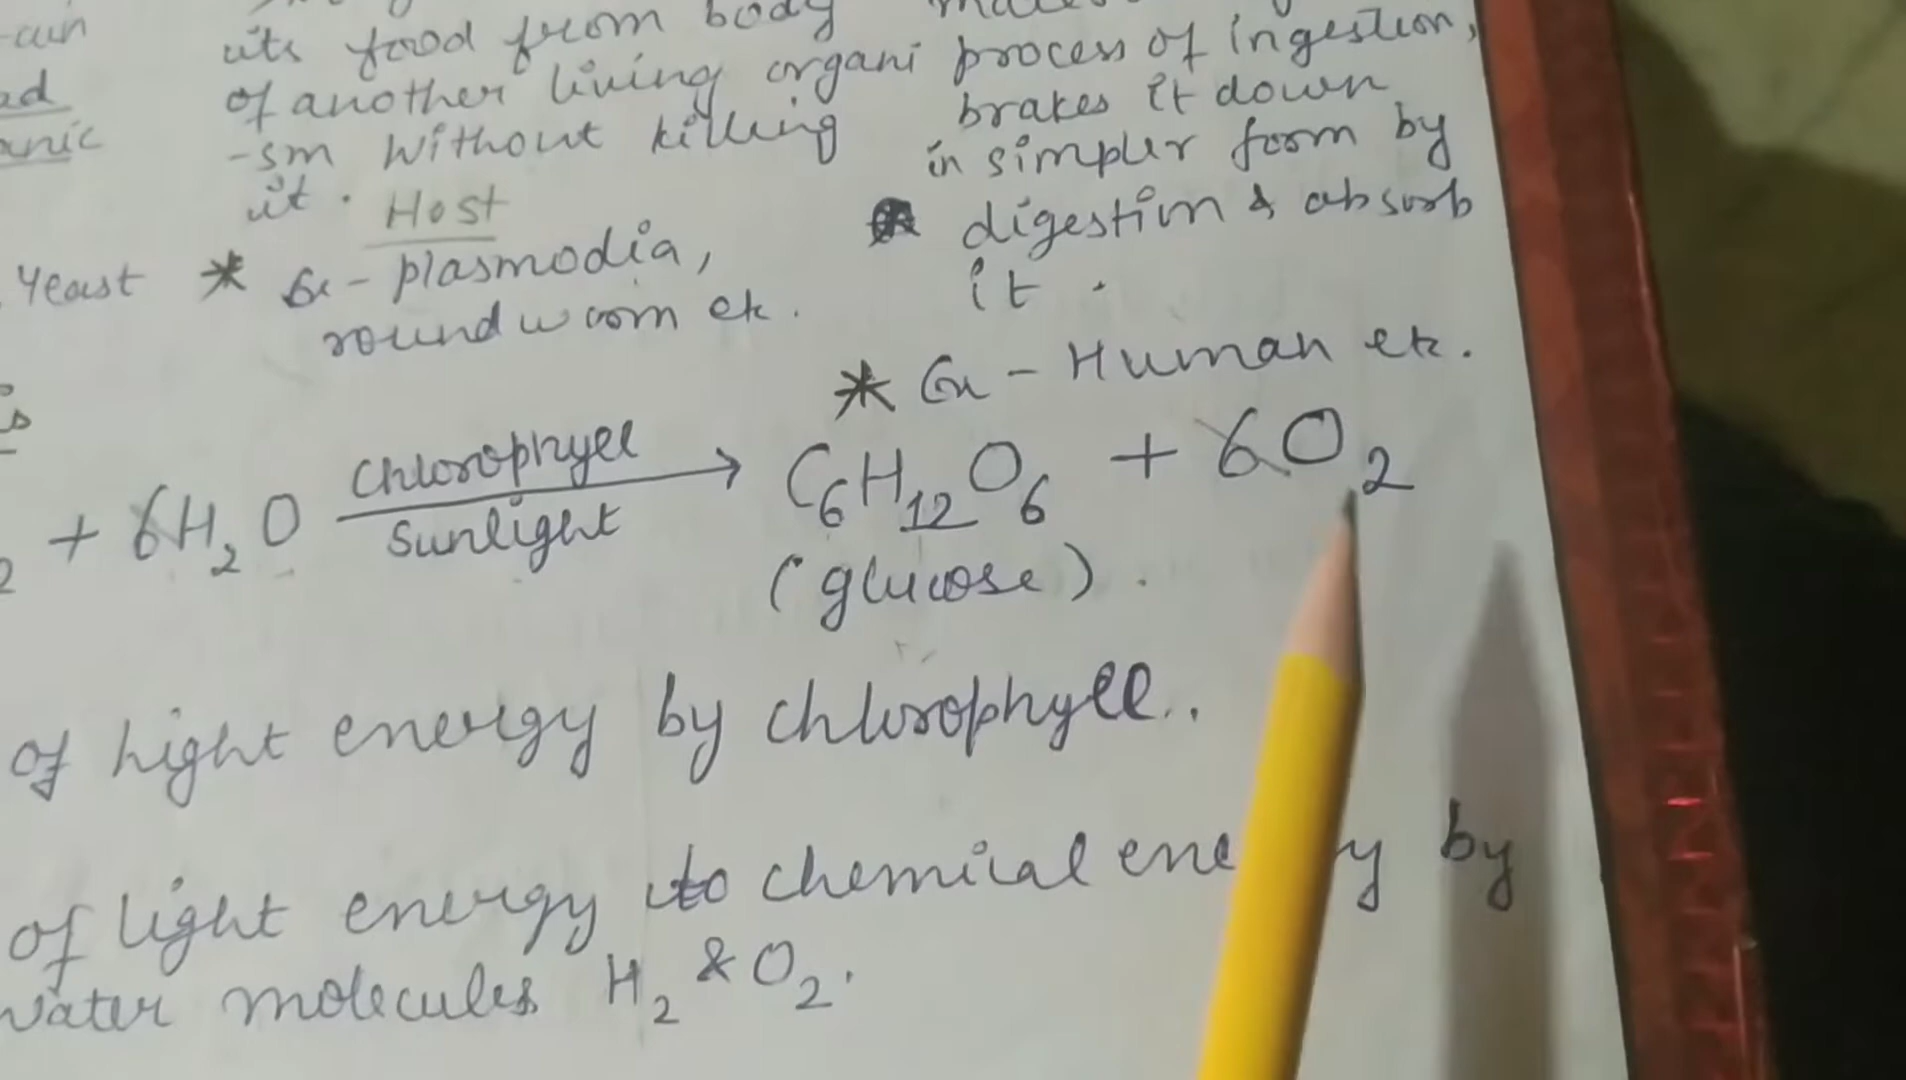 its food from body
of another living organi
-sm without killing
it. Host
* Ex- plasmodia,
roundworm etc.
process of ingestion,
brakes it down
in simpler form by
digestion & absorb
it.
* Ex - Human etc.
anic
Yeast
+ 6H2O Chlorophyll Sunlight → C6H12O6 + 6O2
(glucose).
of light energy by chlorophyll..
of light energy to chemical energy by
water molecules H2 & O2.